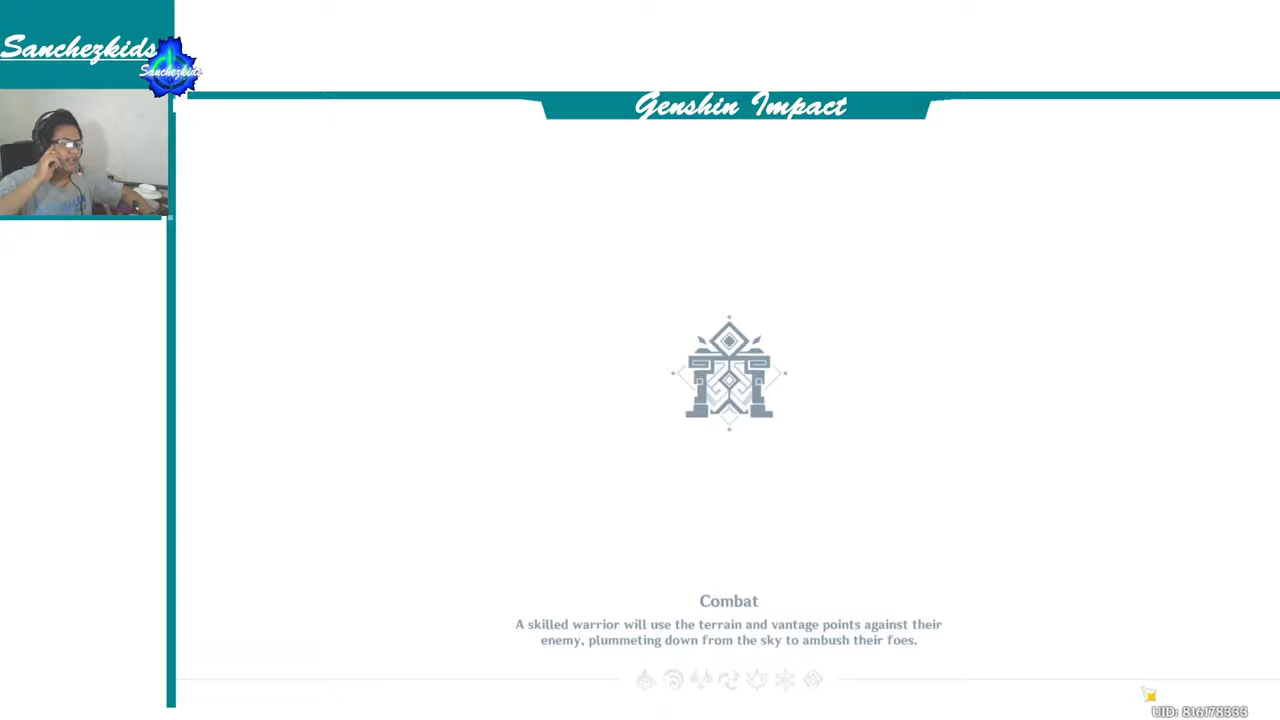 Sanchezkids
Sanchezkids
Genshin Impact
Combat
A skilled warrior will use the terrain and vantage points against their
enemy, plummeting down from the sky to ambush their foes.
UID: 816178333